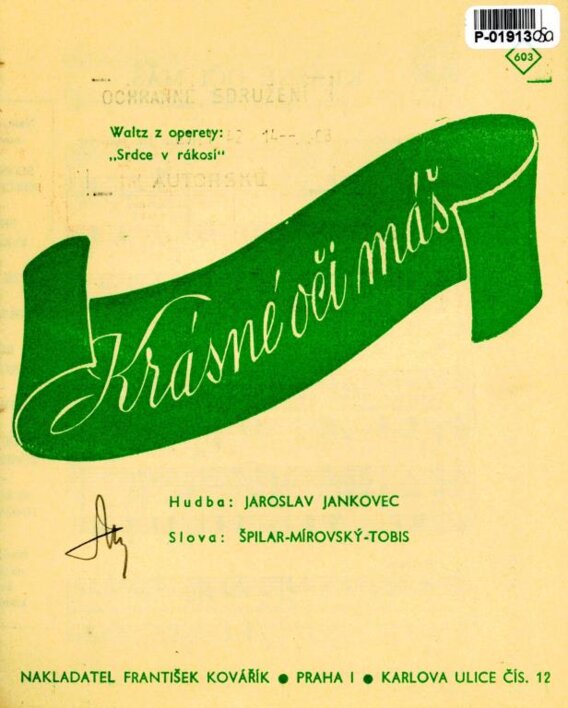 P-01913
603
OCHRANNÉ SDRUŽENÍ
Waltz z operety:
„Srdce v rákosí“
AUTORSKÉ
Krásné oči máš
Hudba: JAROSLAV JANKOVEC
Slova: ŠPILAR-MÍROVSKÝ-TOBIS
NAKLADATEL FRANTIŠEK KOVÁŘÍK ● PRAHA I ● KARLOVA ULICE ČÍS. 12